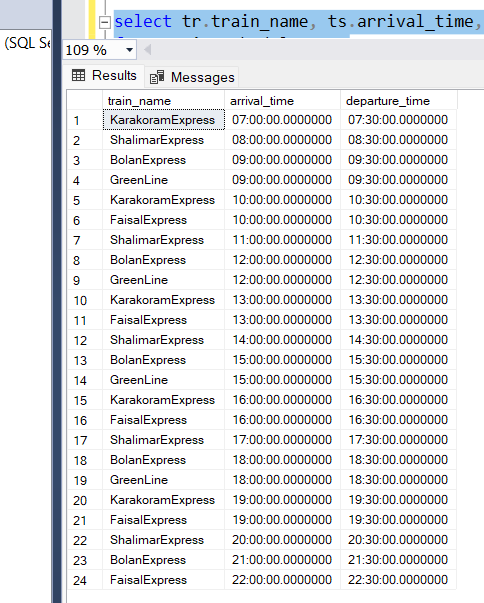 select tr.train_name, ts.arrival_time,
(SQL Se
109 %
Results Messages
train_name arrival_time departure_time
1 KarakoramExpress 07:00:00.0000000 07:30:00.0000000
2 ShalimarExpress 08:00:00.0000000 08:30:00.0000000
3 BolanExpress 09:00:00.0000000 09:30:00.0000000
4 GreenLine 09:00:00.0000000 09:30:00.0000000
5 KarakoramExpress 10:00:00.0000000 10:30:00.0000000
6 FaisalExpress 10:00:00.0000000 10:30:00.0000000
7 ShalimarExpress 11:00:00.0000000 11:30:00.0000000
8 BolanExpress 12:00:00.0000000 12:30:00.0000000
9 GreenLine 12:00:00.0000000 12:30:00.0000000
10 KarakoramExpress 13:00:00.0000000 13:30:00.0000000
11 FaisalExpress 13:00:00.0000000 13:30:00.0000000
12 ShalimarExpress 14:00:00.0000000 14:30:00.0000000
13 BolanExpress 15:00:00.0000000 15:30:00.0000000
14 GreenLine 15:00:00.0000000 15:30:00.0000000
15 KarakoramExpress 16:00:00.0000000 16:30:00.0000000
16 FaisalExpress 16:00:00.0000000 16:30:00.0000000
17 ShalimarExpress 17:00:00.0000000 17:30:00.0000000
18 BolanExpress 18:00:00.0000000 18:30:00.0000000
19 GreenLine 18:00:00.0000000 18:30:00.0000000
20 KarakoramExpress 19:00:00.0000000 19:30:00.0000000
21 FaisalExpress 19:00:00.0000000 19:30:00.0000000
22 ShalimarExpress 20:00:00.0000000 20:30:00.0000000
23 BolanExpress 21:00:00.0000000 21:30:00.0000000
24 FaisalExpress 22:00:00.0000000 22:30:00.0000000